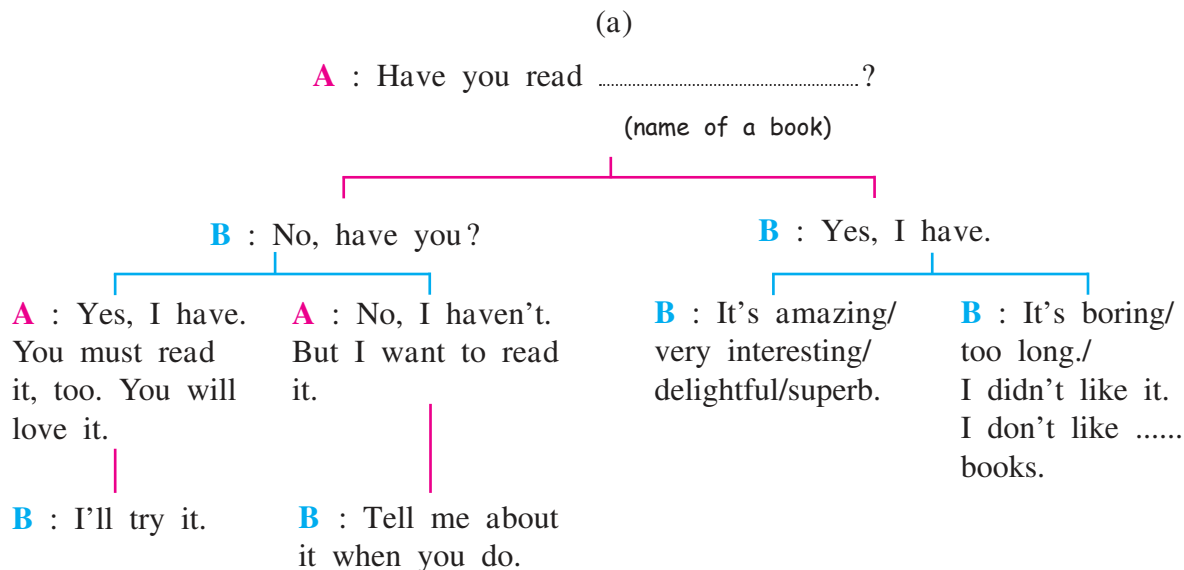 (a)
A : Have you read ..................................................?
(name of a book)
B : No, have you?
B : Yes, I have.
A : Yes, I have.
You must read
it, too. You will
love it.
A : No, I haven't.
But I want to read
it.
B : It's amazing/
very interesting/
delightful/superb.
B : It's boring/
too long./
I didn't like it.
I don't like ......
books.
B : I'll try it.
B : Tell me about
it when you do.